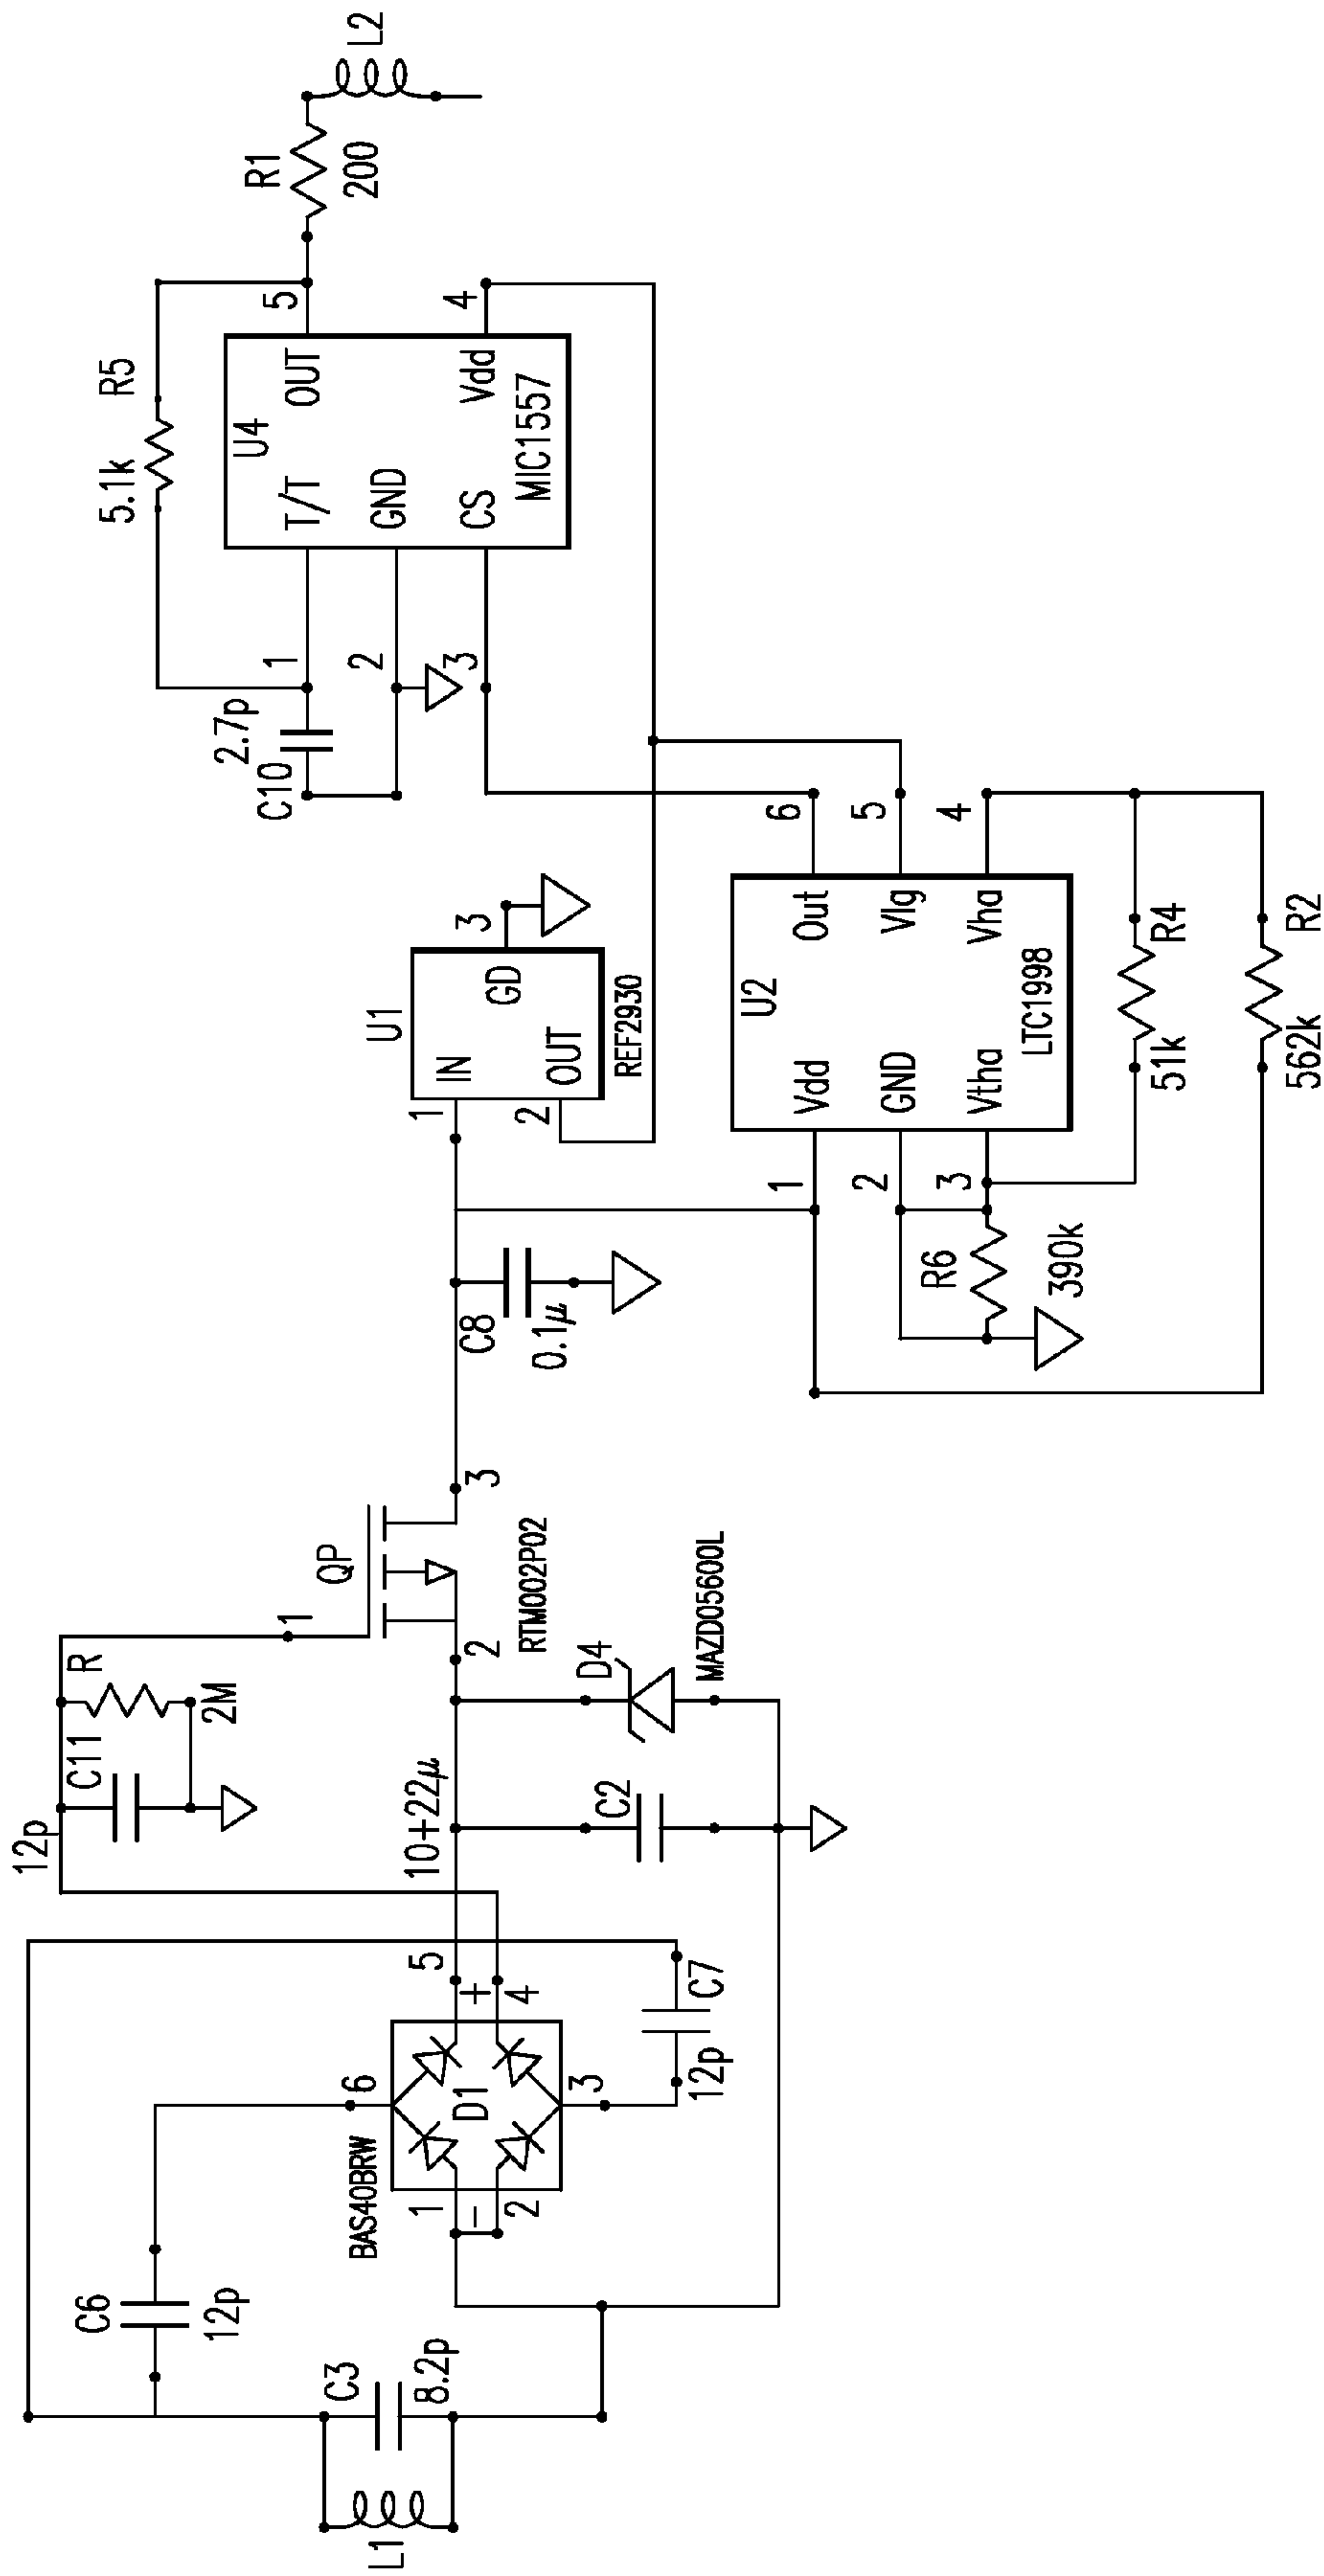 L1
C3
8.2p
C6
12p
BAS40BRW
D1
1
-
2
6
3
5
+
4
C7
12p
12p
C11
R
2M
10+22μ
C2
D4
MAZD05600L
QP
1
2
3
RTM002P02
C8
0.1μ
U1
IN
OUT
GD
1
2
3
REF2930
U2
Vdd
GND
Vtha
Out
Vlg
Vha
LTC1998
1
2
3
6
5
4
R6
390k
R4
51k
R2
562k
C10
2.7p
U4
T/T
GND
CS
OUT
Vdd
MIC1557
1
2
3
5
4
5.1k
R5
R1
200
L2